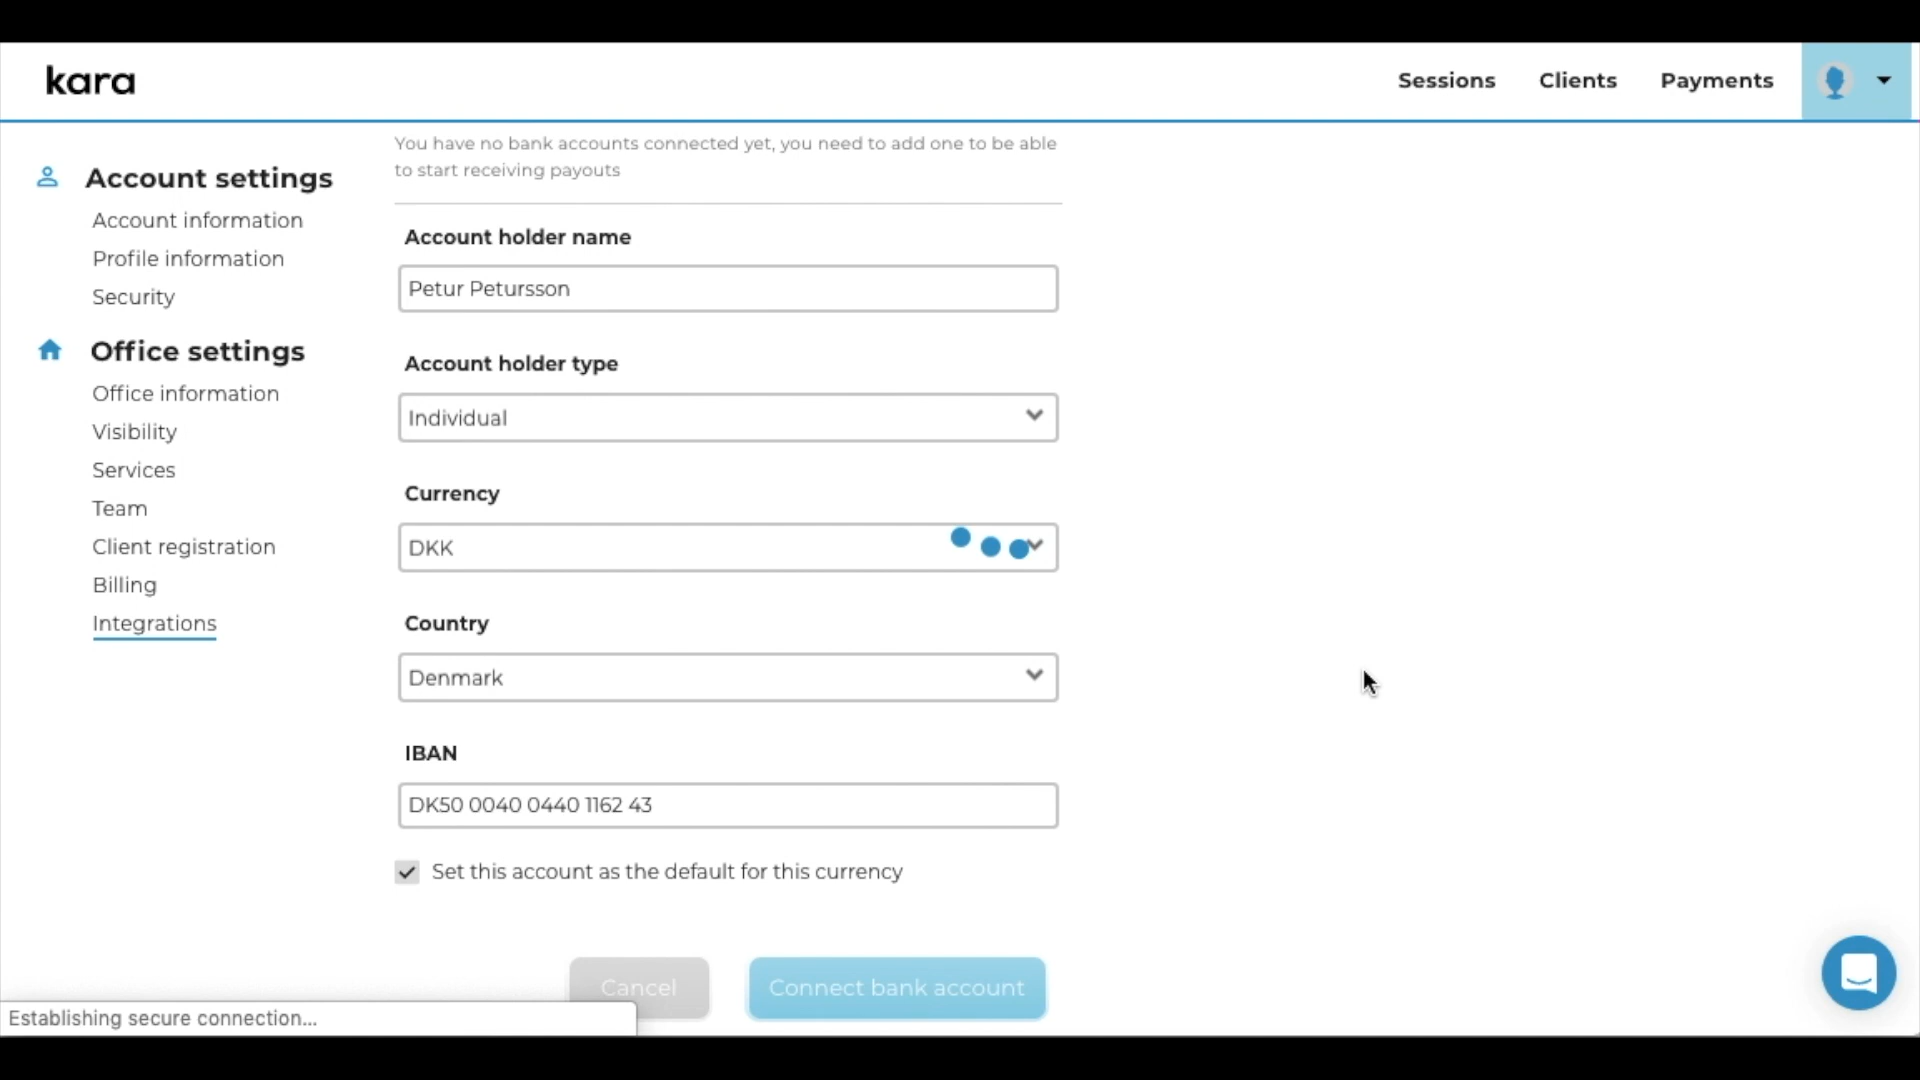 kara
Sessions
Clients
Payments
Account settings
Account information
Profile information
Security
Office settings
Office information
Visibility
Services
Team
Client registration
Billing
Integrations
You have no bank accounts connected yet, you need to add one to be able
to start receiving payouts
Account holder name
Petur Petursson
Account holder type
Individual
Currency
DKK
Country
Denmark
IBAN
DK50 0040 0440 1162 43
Set this account as the default for this currency
Cancel
Connect bank account
Establishing secure connection...